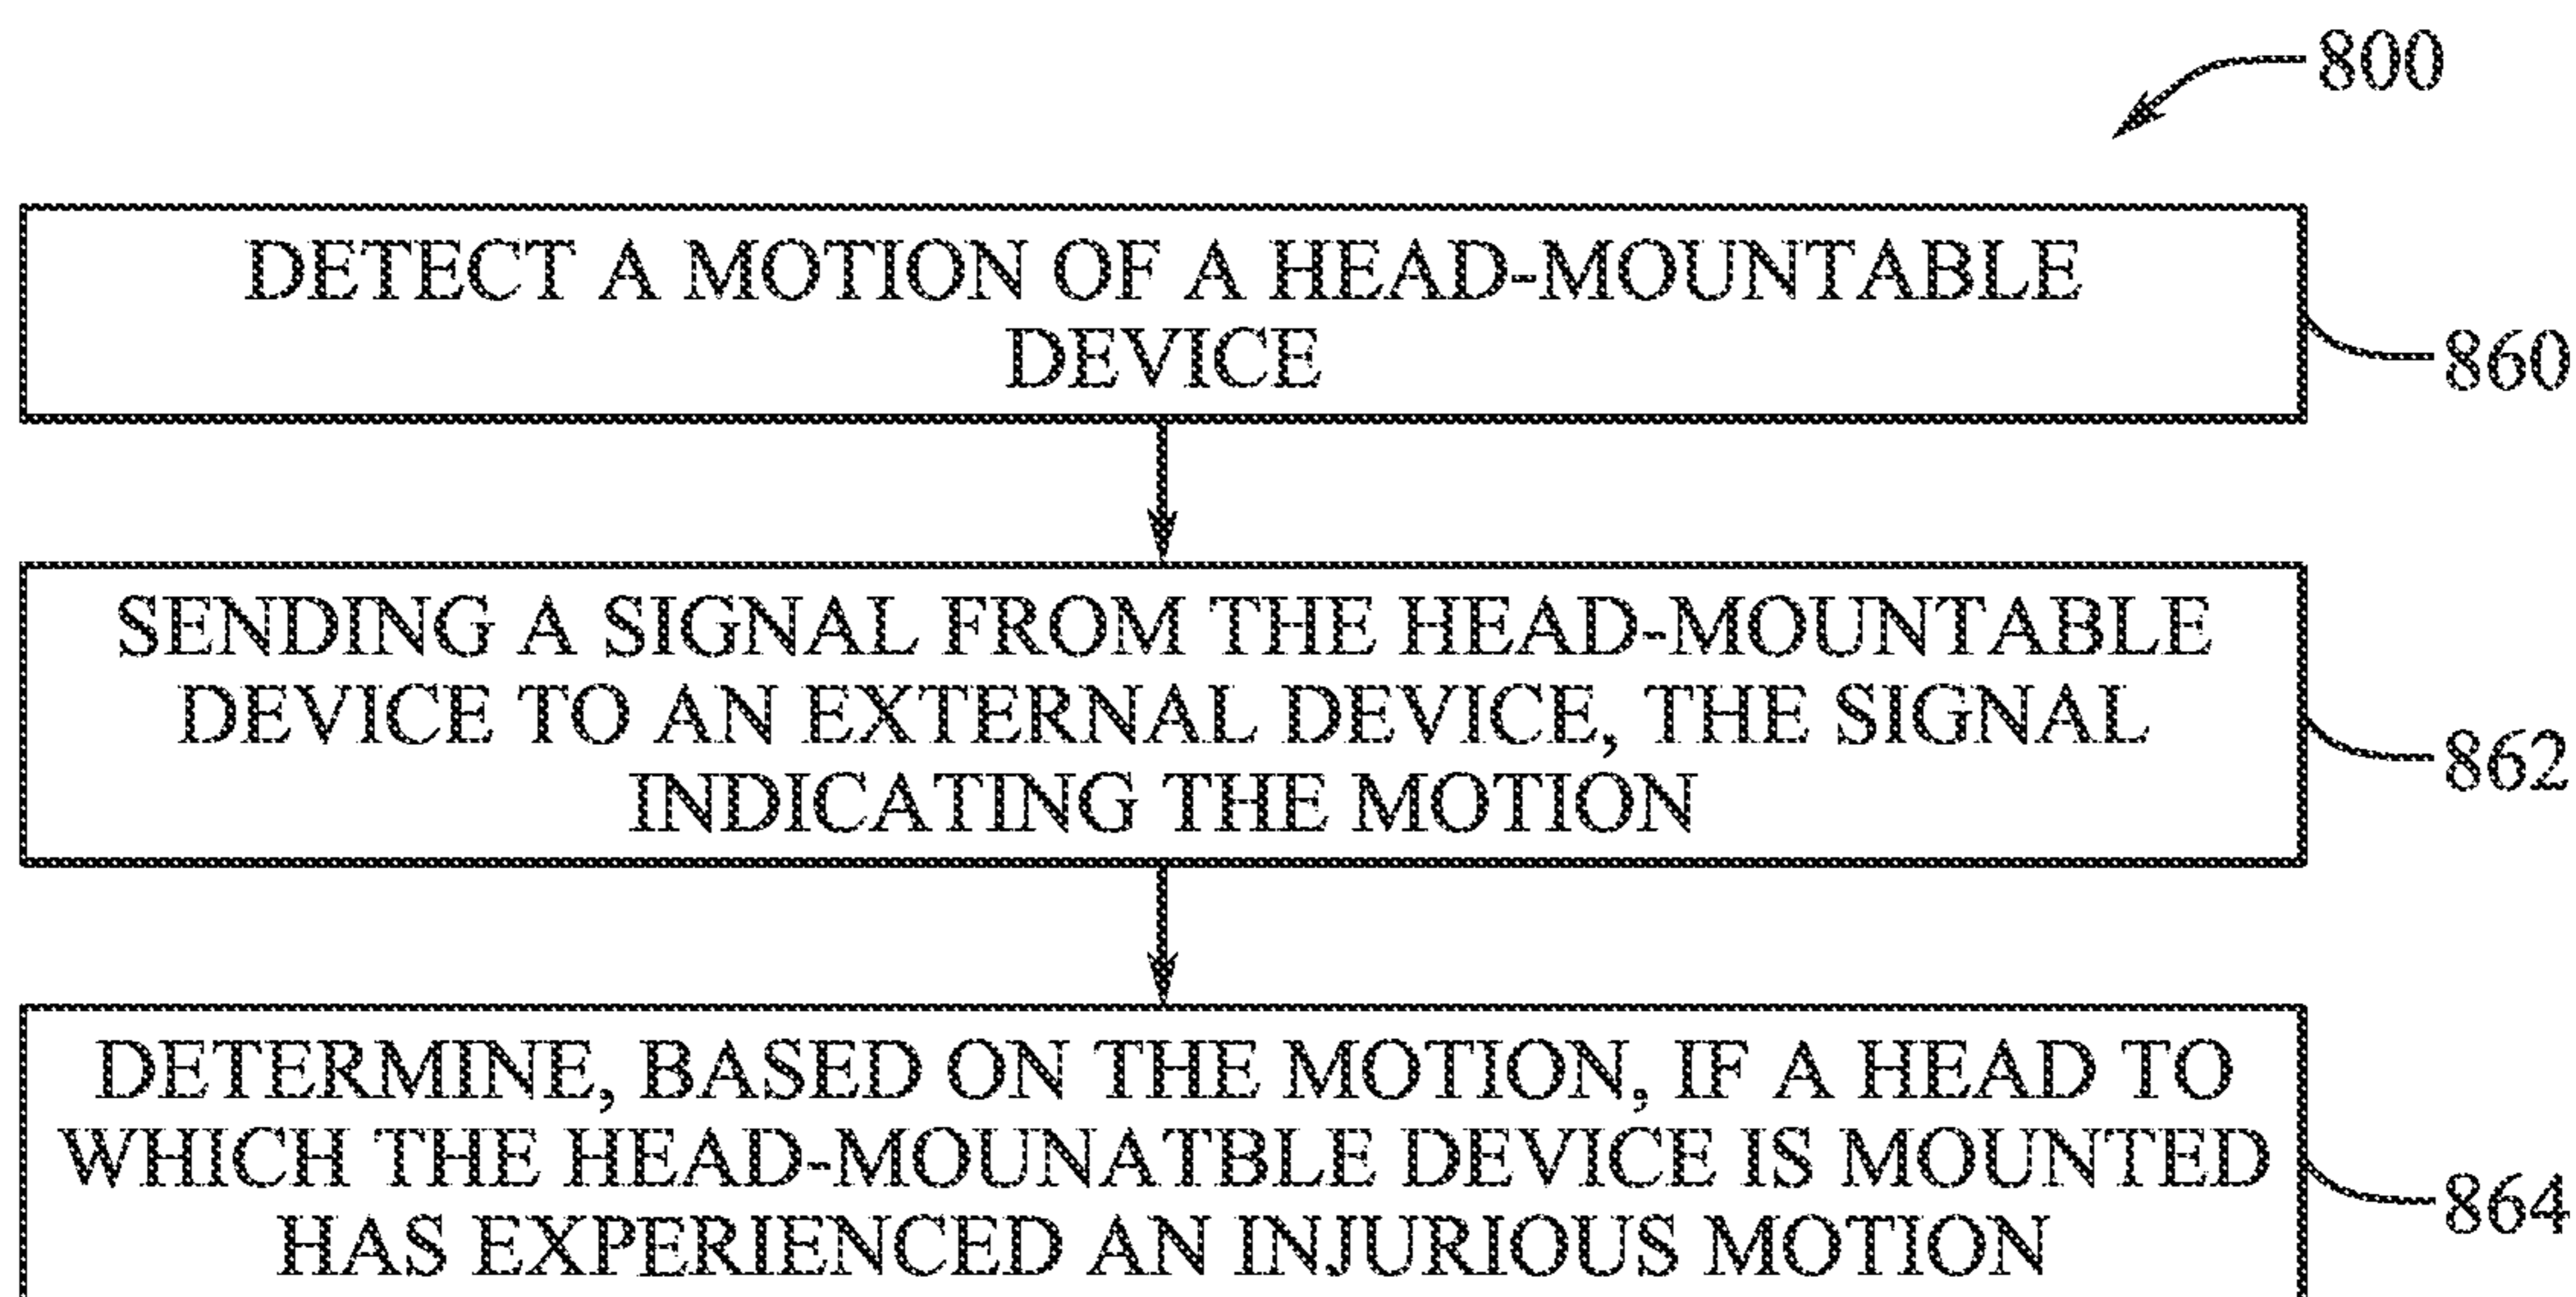 800
DETECT A MOTION OF A HEAD-MOUNTABLE
DEVICE
860
SENDING A SIGNAL FROM THE HEAD-MOUNTABLE
DEVICE TO AN EXTERNAL DEVICE, THE SIGNAL
INDICATING THE MOTION
862
DETERMINE, BASED ON THE MOTION, IF A HEAD TO
WHICH THE HEAD-MOUNATBLE DEVICE IS MOUNTED
HAS EXPERIENCED AN INJURIOUS MOTION
864